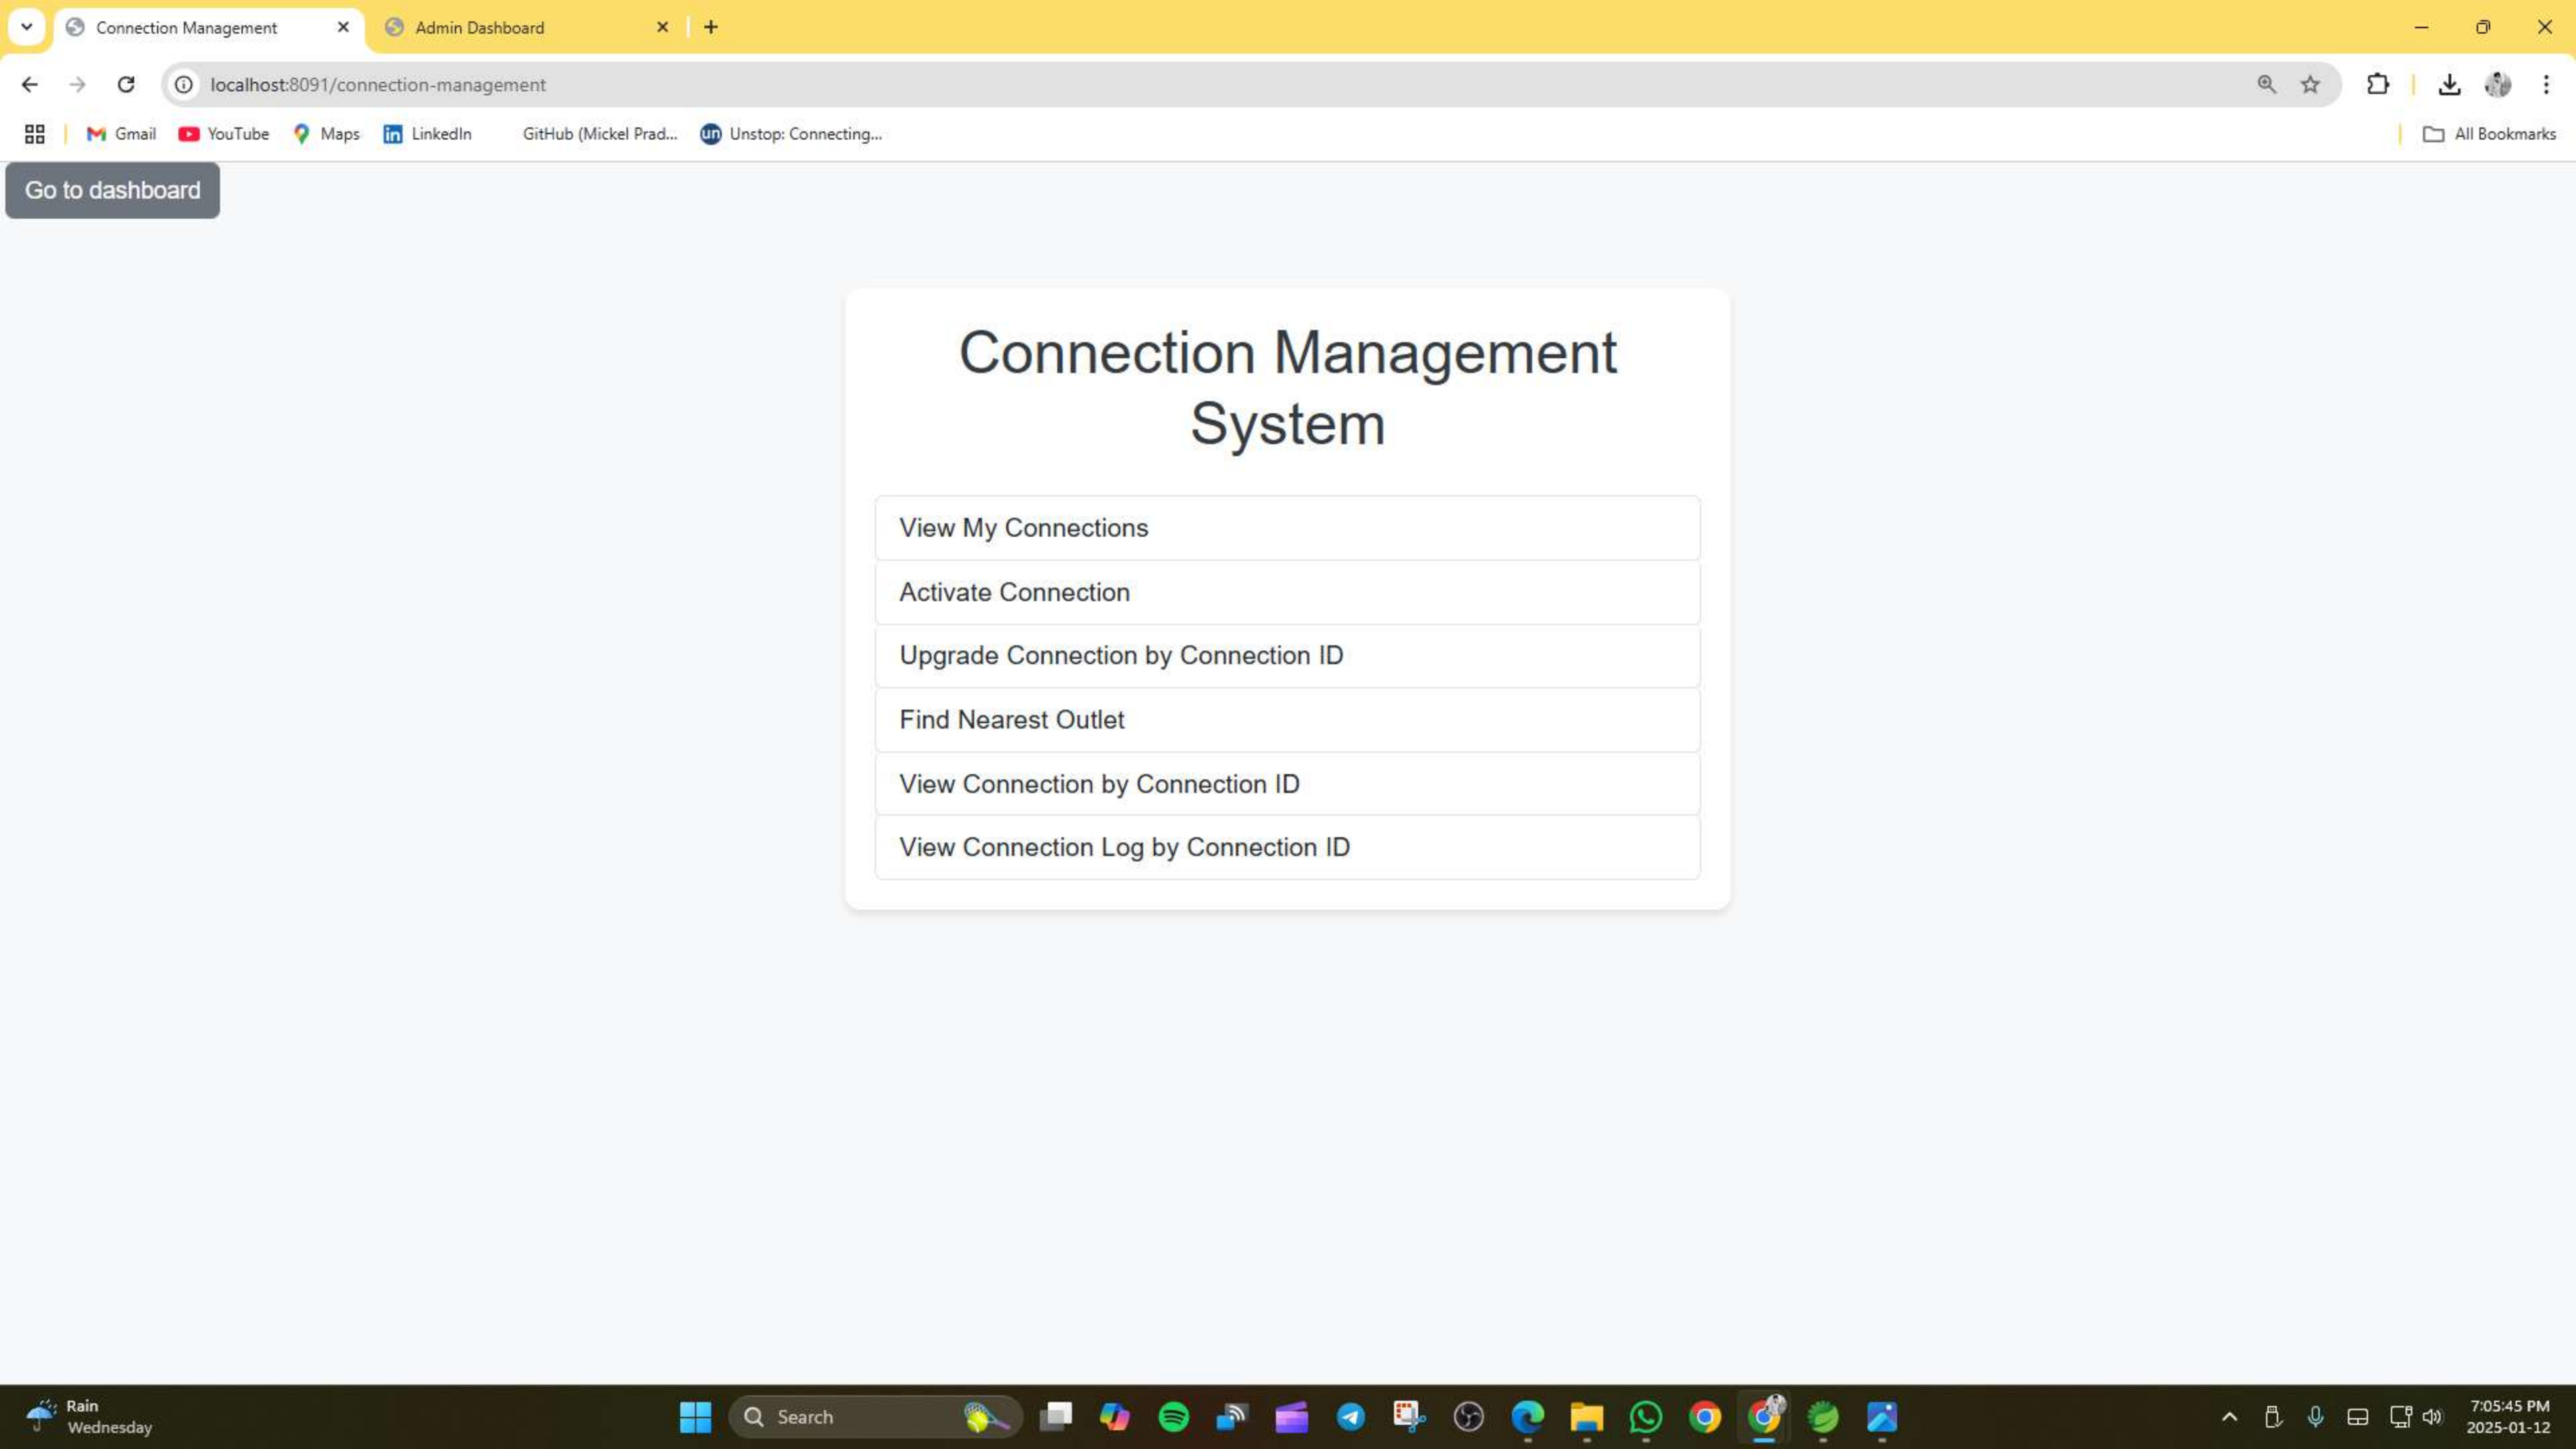 Connection Management
Admin Dashboard
localhost:8091/connection-management
Gmail
YouTube
Maps
LinkedIn
GitHub (Mickel Prad...
un
Unstop: Connecting...
All Bookmarks
Go to dashboard
Connection Management
System
View My Connections
Activate Connection
Upgrade Connection by Connection ID
Find Nearest Outlet
View Connection by Connection ID
View Connection Log by Connection ID
Rain
Wednesday
Search
7:05:45 PM
2025-01-12